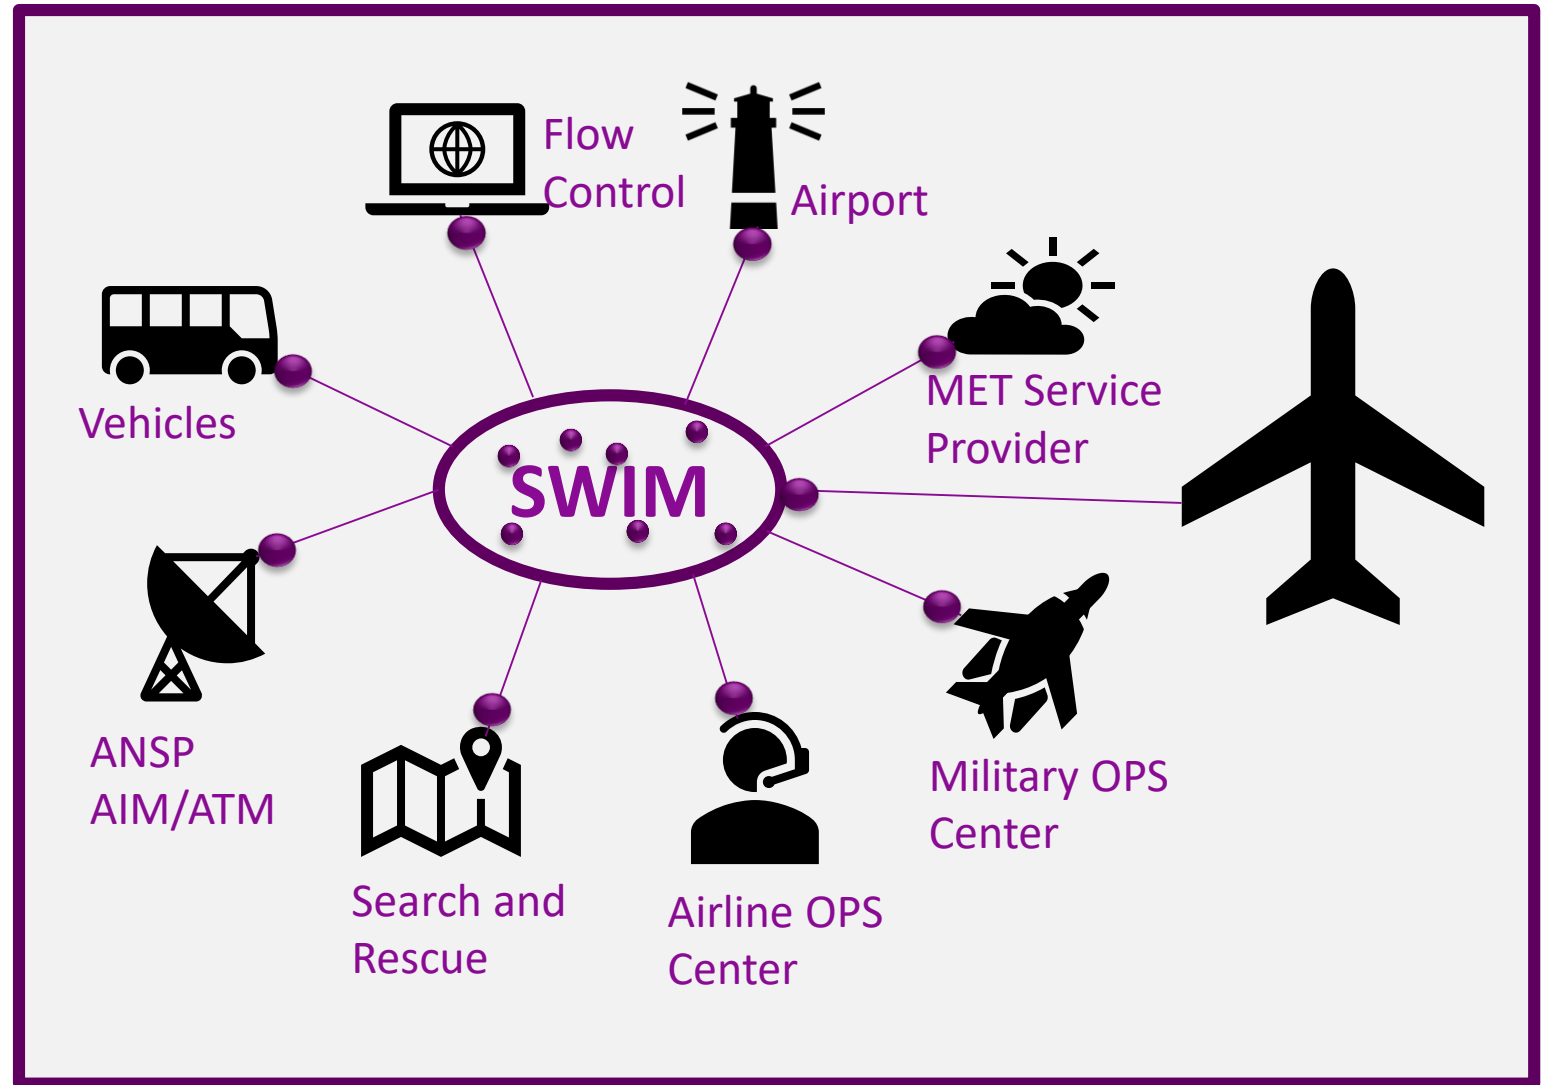 Flow
Control
Airport
MET Service
Provider
Vehicles
SWIM
ANSP
AIM/ATM
Military OPS
Center
Search and
Rescue
Airline OPS
Center